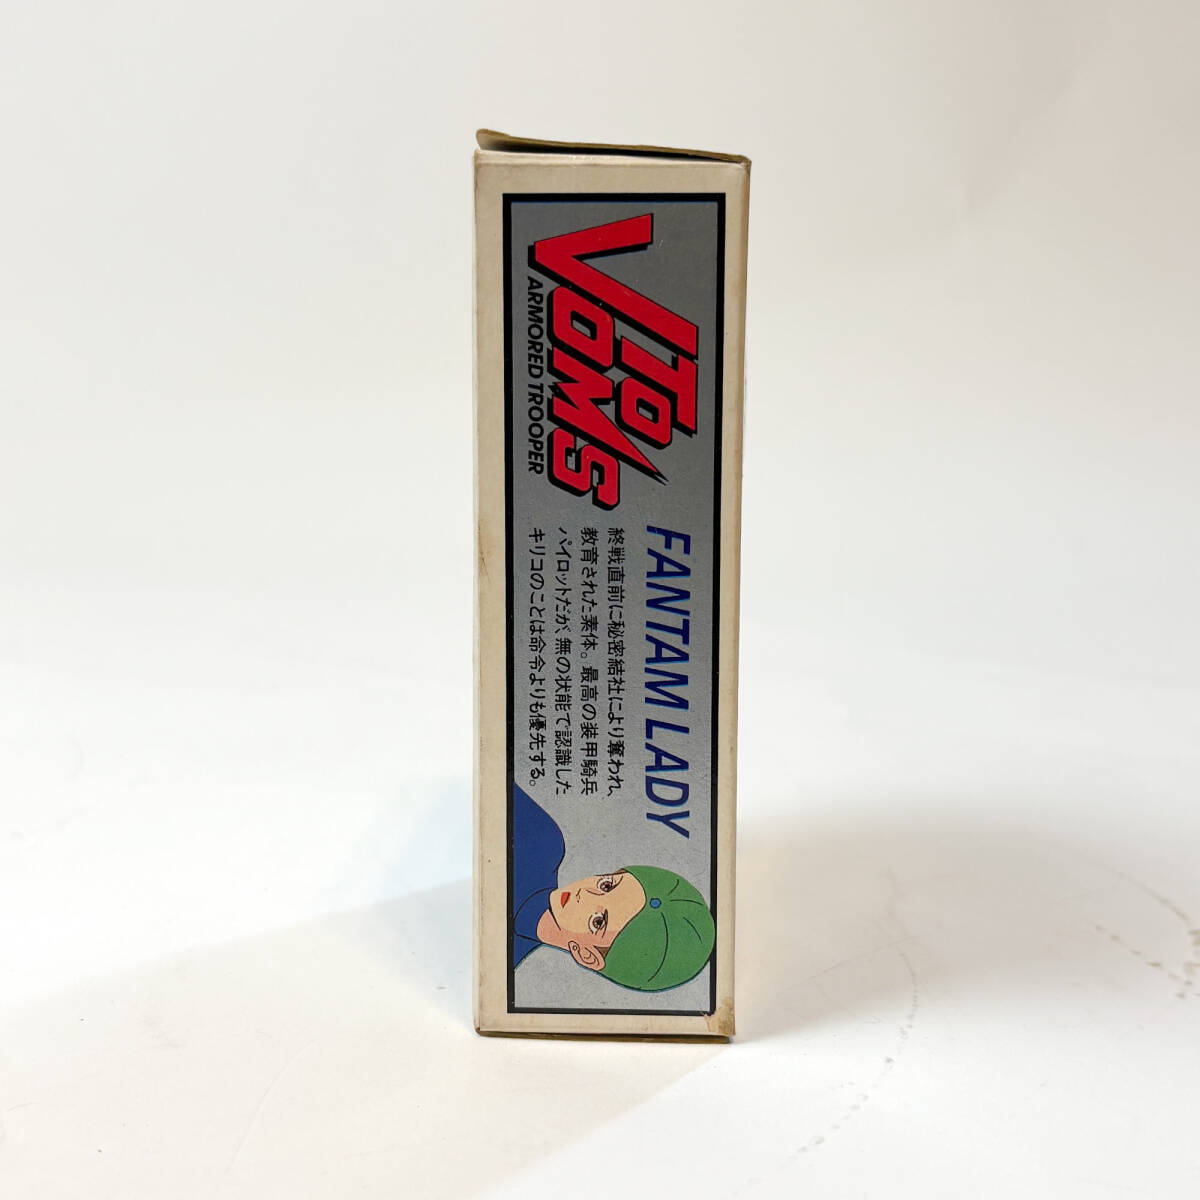 VOTOMS
ARMORED TROOPER
FANTAM LADY
終戦直前に秘密結社により奪われ、
教育された素体。最高の装甲騎兵
パイロットだが、無の状態で認識した
キリコのことは命令よりも優先する。